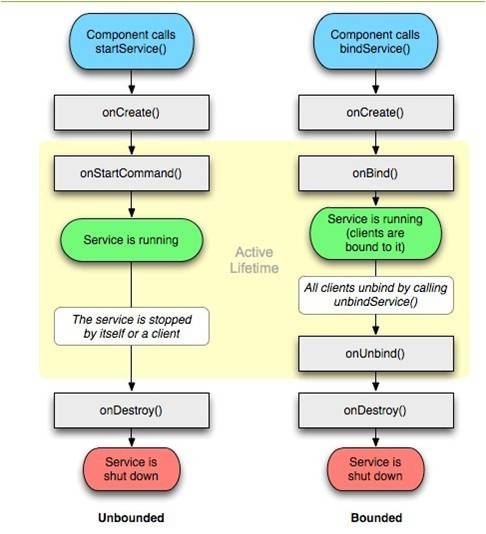 Component calls
startService()
onCreate()
onStartCommand()
Service is running
The service is stopped
by itself or a client
onDestroy()
Service is
shut down
Unbounded
Active
Lifetime
Component calls
bindService()
onCreate()
onBind()
Service is running
(clients are
bound to it)
All clients unbind by calling
unbindService()
onUnbind()
onDestroy()
Service is
shut down
Bounded